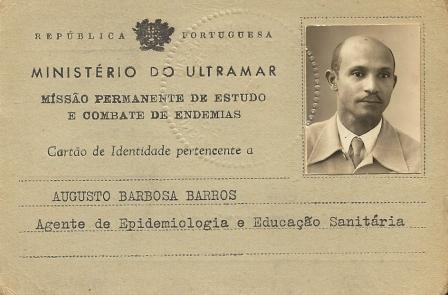 REPÚBLICA PORTUGUESA
MINISTÉRIO DO ULTRAMAR
MISSÃO PERMANENTE DE ESTUDO
E COMBATE DE ENDEMIAS
Cartão de Identidade pertencente a
AUGUSTO BARBOSA BARROS
Agente de Epidemiologia e Educação Sanitária